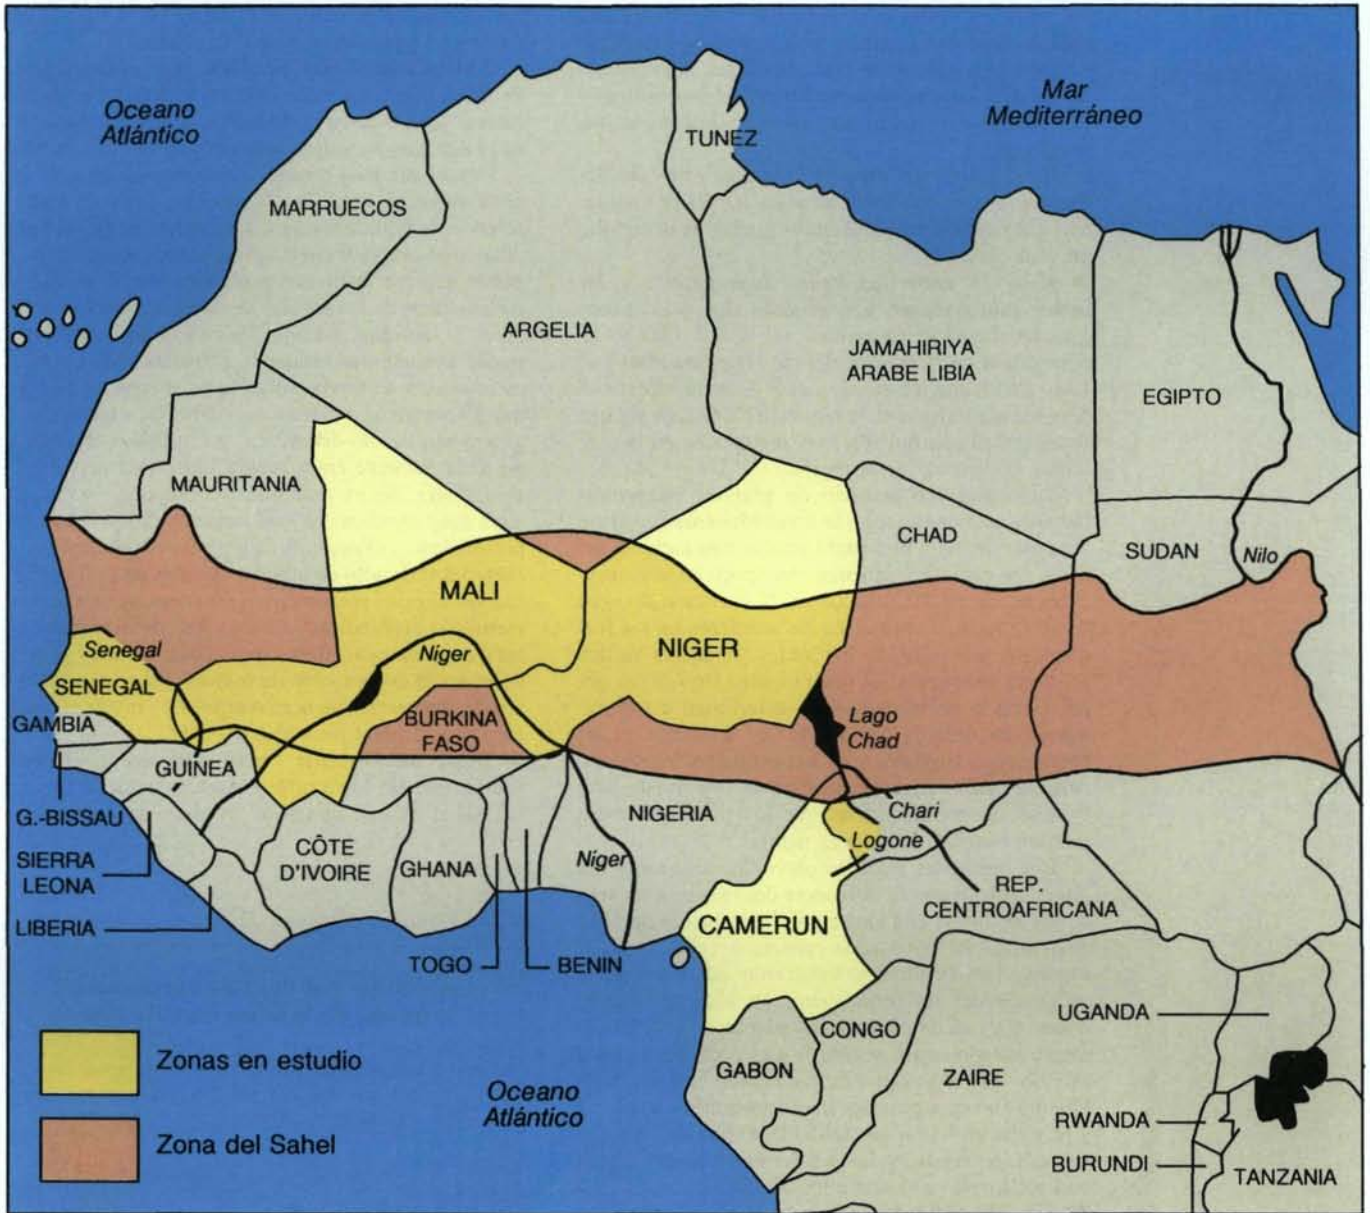 Oceano
Atlántico
Mar
Mediterráneo
TUNEZ
MARRUECOS
ARGELIA
JAMAHIRIYA
ARABE LIBIA
EGIPTO
MAURITANIA
CHAD
SUDAN
Nilo
MALI
NIGER
Senegal
Niger
SENEGAL
GAMBIA
BURKINA
FASO
Lago
Chad
GUINEA
G.-BISSAU
NIGERIA
Chari
Logone
SIERRA
LEONA
CÔTE
D'IVOIRE
GHANA
Niger
REP.
CENTROAFRICANA
LIBERIA
CAMERUN
TOGO
BENIN
UGANDA
CONGO
GABON
ZAIRE
Zonas en estudio
Oceano
Atlántico
RWANDA
Zona del Sahel
BURUNDI
TANZANIA